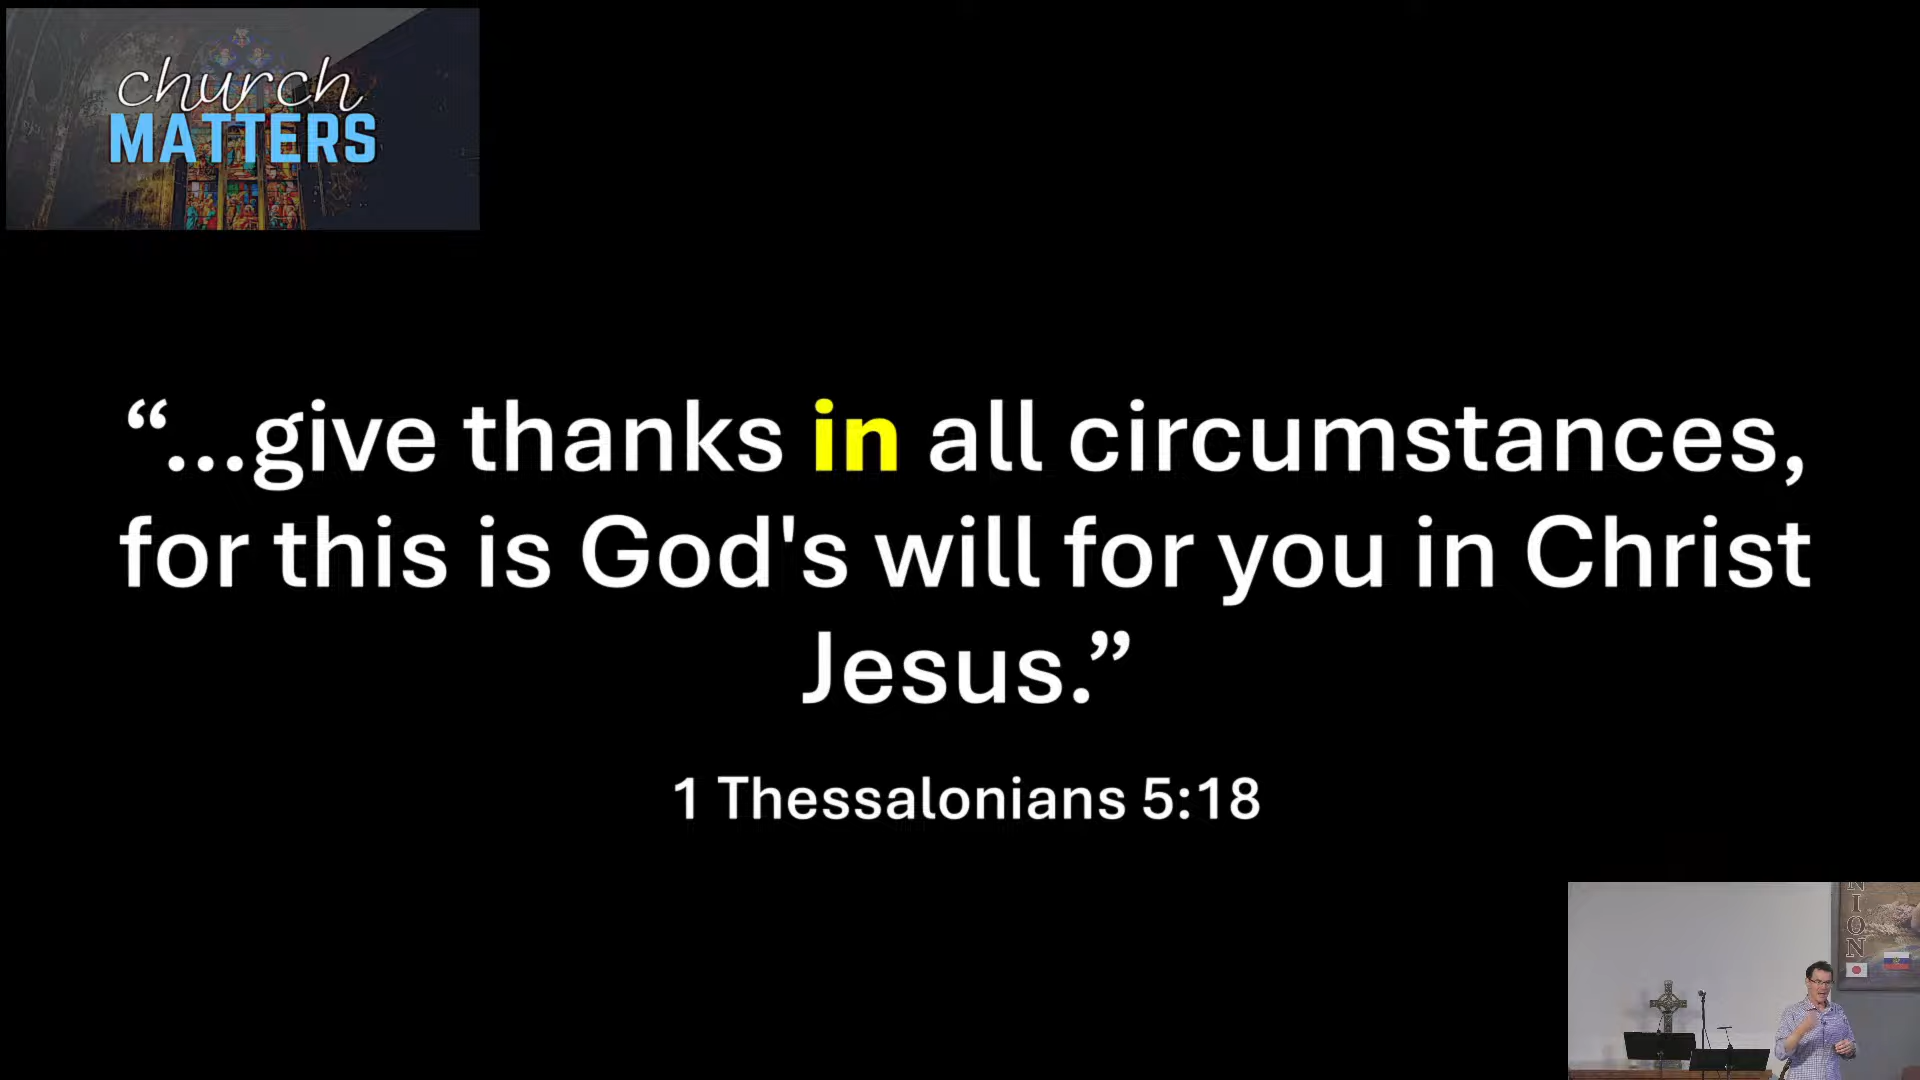 church
MATTERS
“...give thanks in all circumstances,
for this is God's will for you in Christ
Jesus.”
1 Thessalonians 5:18
NION